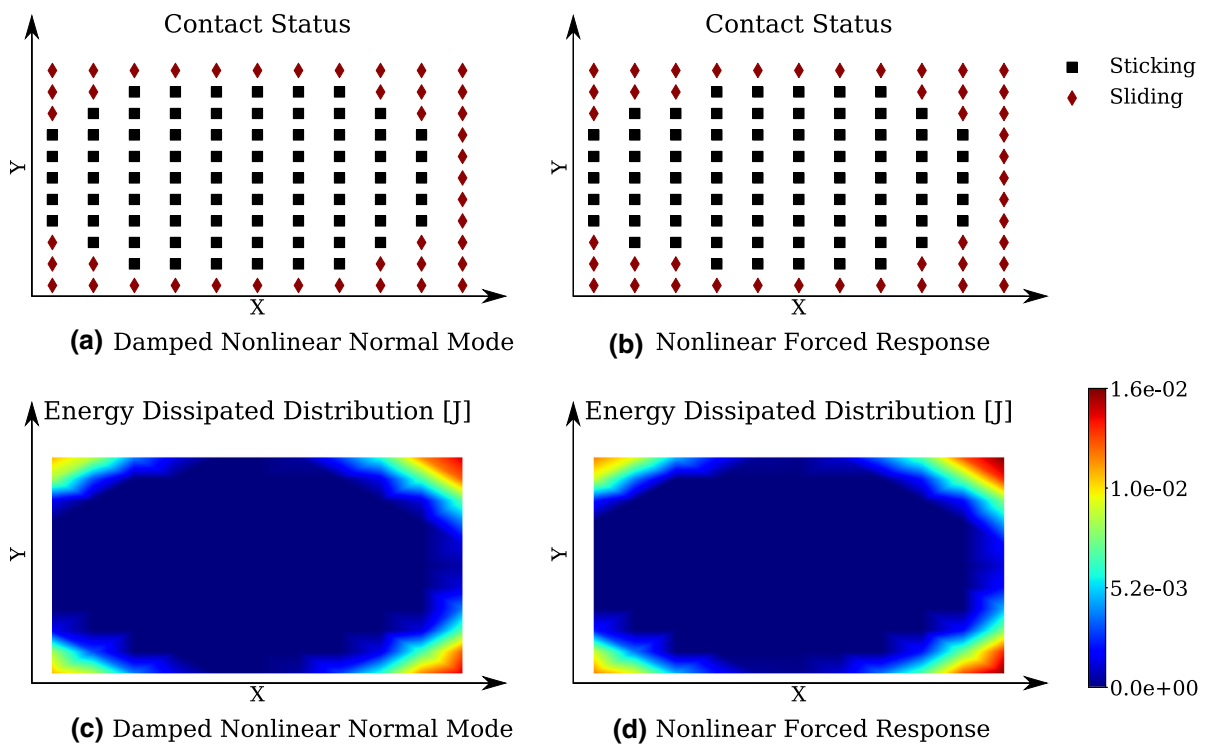 Contact Status
Contact Status
Sticking
Sliding
Y
X
Y
X
(a) Damped Nonlinear Normal Mode
(b) Nonlinear Forced Response
Energy Dissipated Distribution [J]
Energy Dissipated Distribution [J]
1.6e-02
1.0e-02
5.2e-03
0.0e+00
Y
X
Y
X
(c) Damped Nonlinear Normal Mode
(d) Nonlinear Forced Response